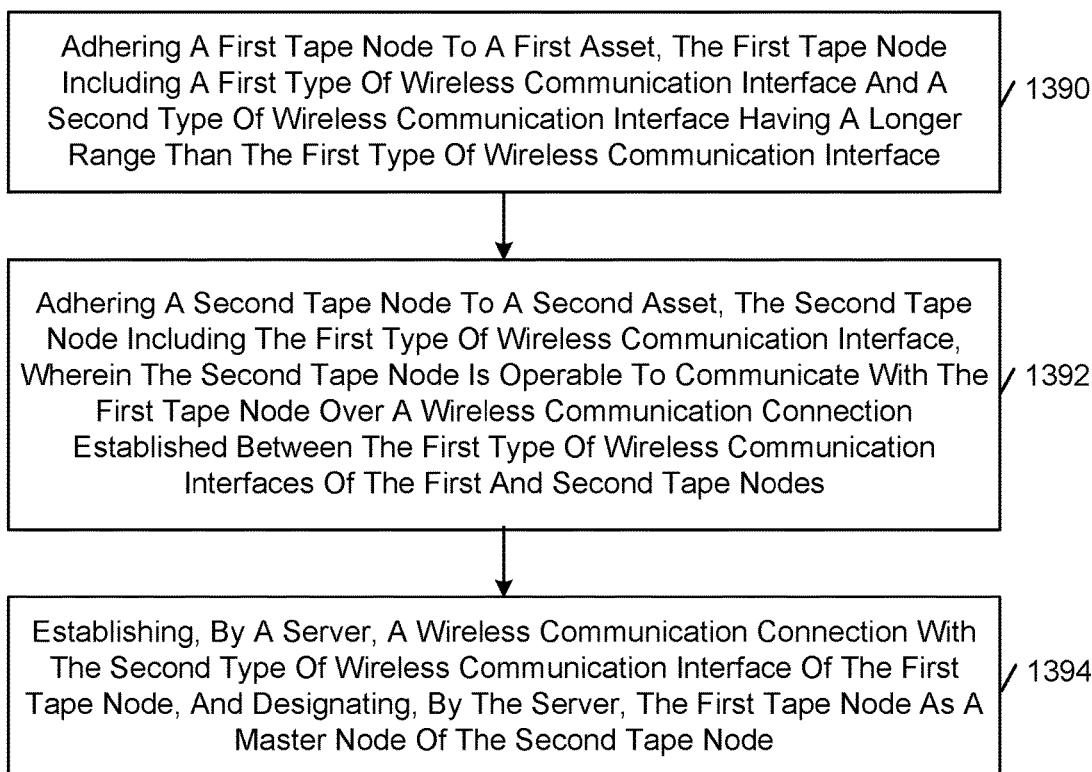 Adhering A First Tape Node To A First Asset, The First Tape Node
Including A First Type Of Wireless Communication Interface And A
Second Type Of Wireless Communication Interface Having A Longer
Range Than The First Type Of Wireless Communication Interface
1390
Adhering A Second Tape Node To A Second Asset, The Second Tape
Node Including The First Type Of Wireless Communication Interface,
Wherein The Second Tape Node Is Operable To Communicate With The
First Tape Node Over A Wireless Communication Connection
Established Between The First Type Of Wireless Communication
Interfaces Of The First And Second Tape Nodes
1392
Establishing, By A Server, A Wireless Communication Connection With
The Second Type Of Wireless Communication Interface Of The First
Tape Node, And Designating, By The Server, The First Tape Node As A
Master Node Of The Second Tape Node
1394